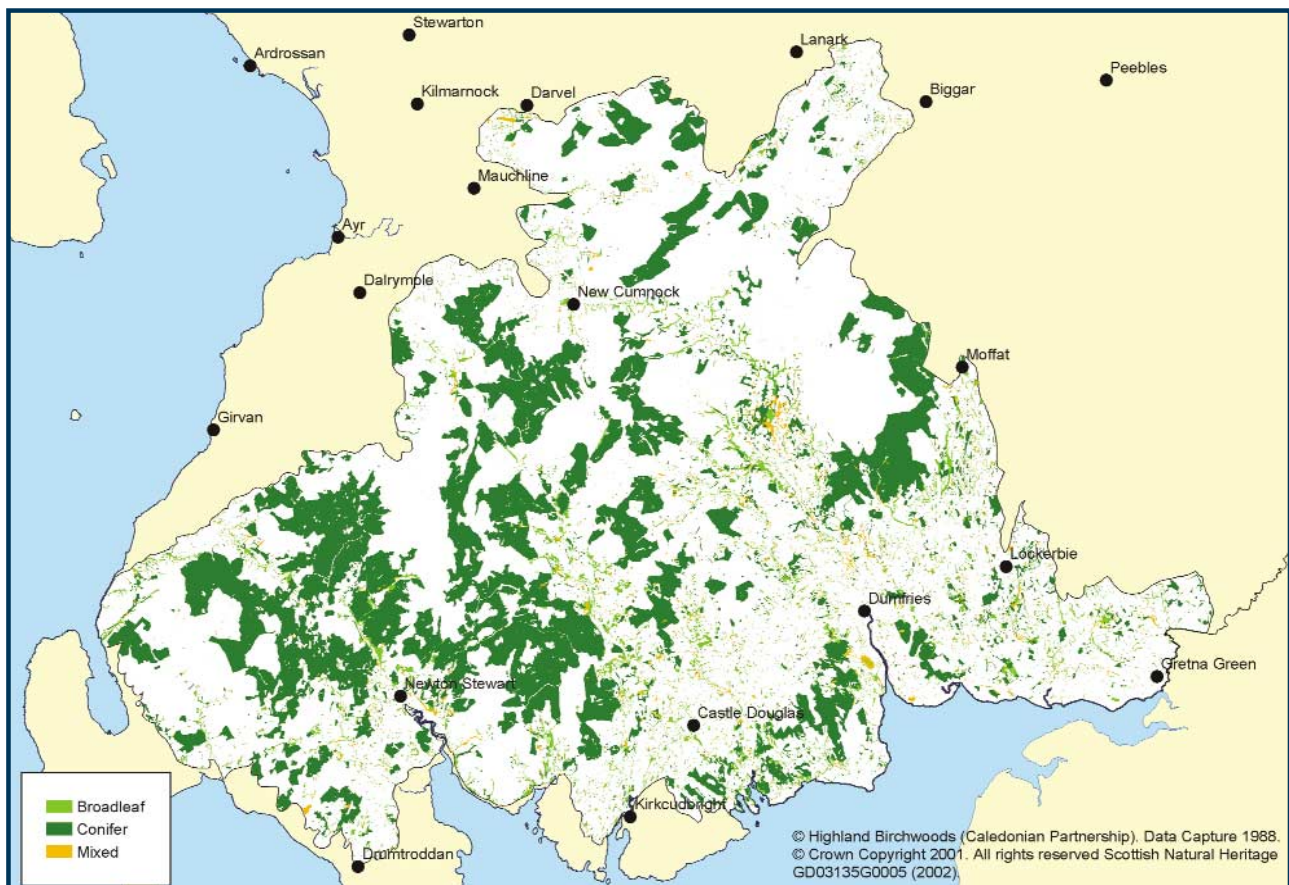 Stewarton
Ardrossan
Lanark
Peebles
Kilmarnock
Darvel
Biggar
Mauchline
Ayr
Dalrymple
New Cumnock
Moffat
Girvan
Lockerbie
Dumfries
Gretna Green
Newton Stewart
Castle Douglas
Kirkcudbright
Drumtroddan
Broadleaf
Conifer
Mixed
© Highland Birchwoods (Caledonian Partnership). Data Capture 1988.
© Crown Copyright 2001. All rights reserved Scottish Natural Heritage
GD03135G0005 (2002).